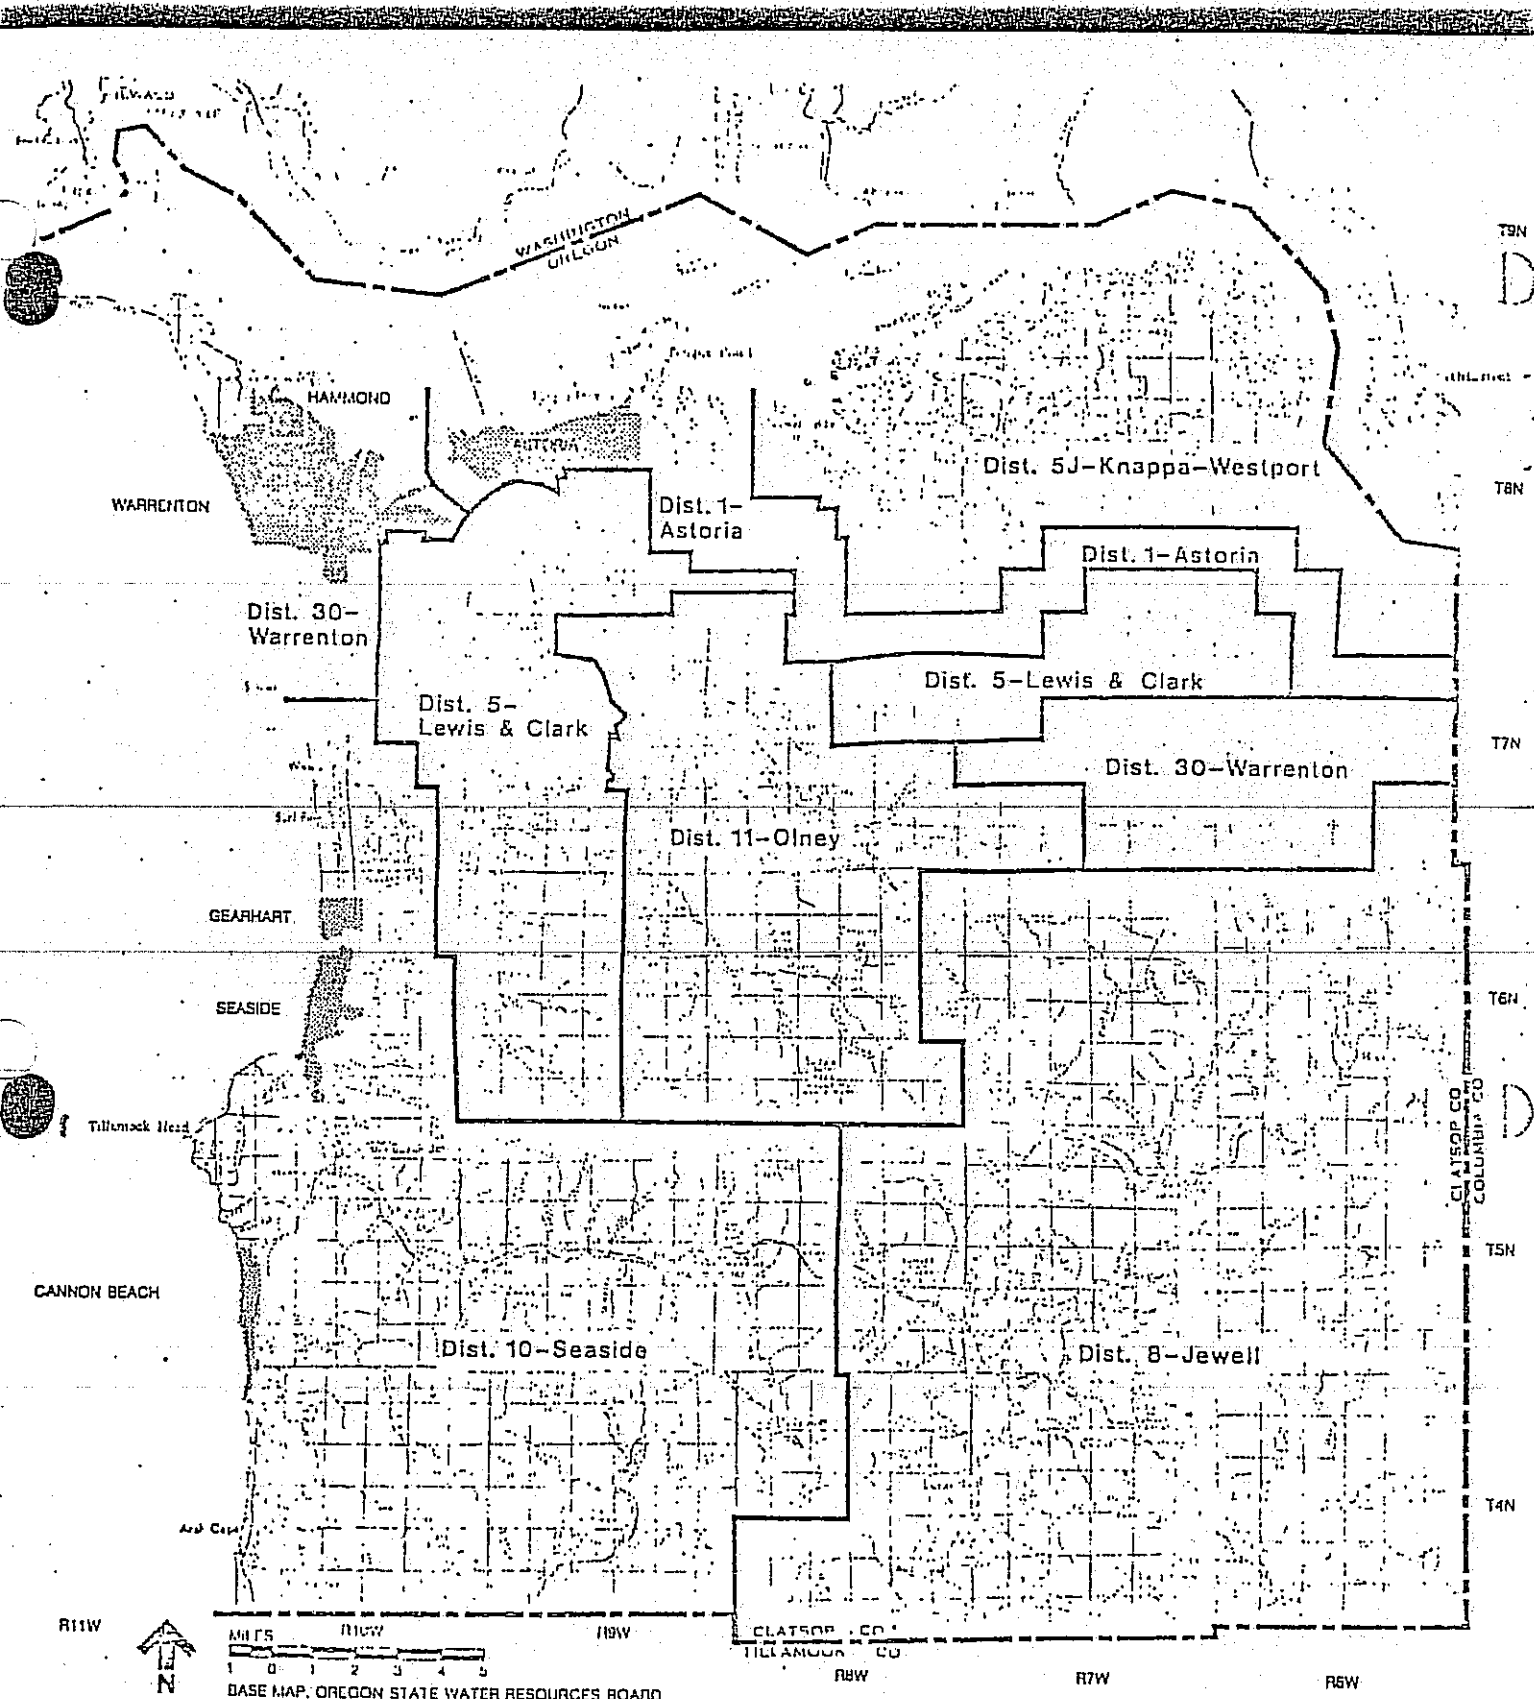 WASHINGTON
OREGON
T9N
HAMMOND
ASTORIA
Dist. 5J-Knappa-Westport
WARRENTON
T8N
Dist. 1-
Astoria
Dist. 1-Astoria
Dist. 30-
Warrenton
Dist. 5-Lewis & Clark
Dist. 5-
Lewis & Clark
T7N
Dist. 30-Warrenton
Dist. 11-Olney
GEARHART
SEASIDE
T6N
Tillamook Head
CLATSOP CO
COLUMBIA CO
T5N
CANNON BEACH
Dist. 10-Seaside
Dist. 8-Jewell
T4N
R11W
R10W
R9W
CLATSOP CO
TILLAMOOK CO
R8W
R7W
R6W
MILES
1 0 1 2 3 4 5
N
BASE MAP, OREGON STATE WATER RESOURCES BOARD